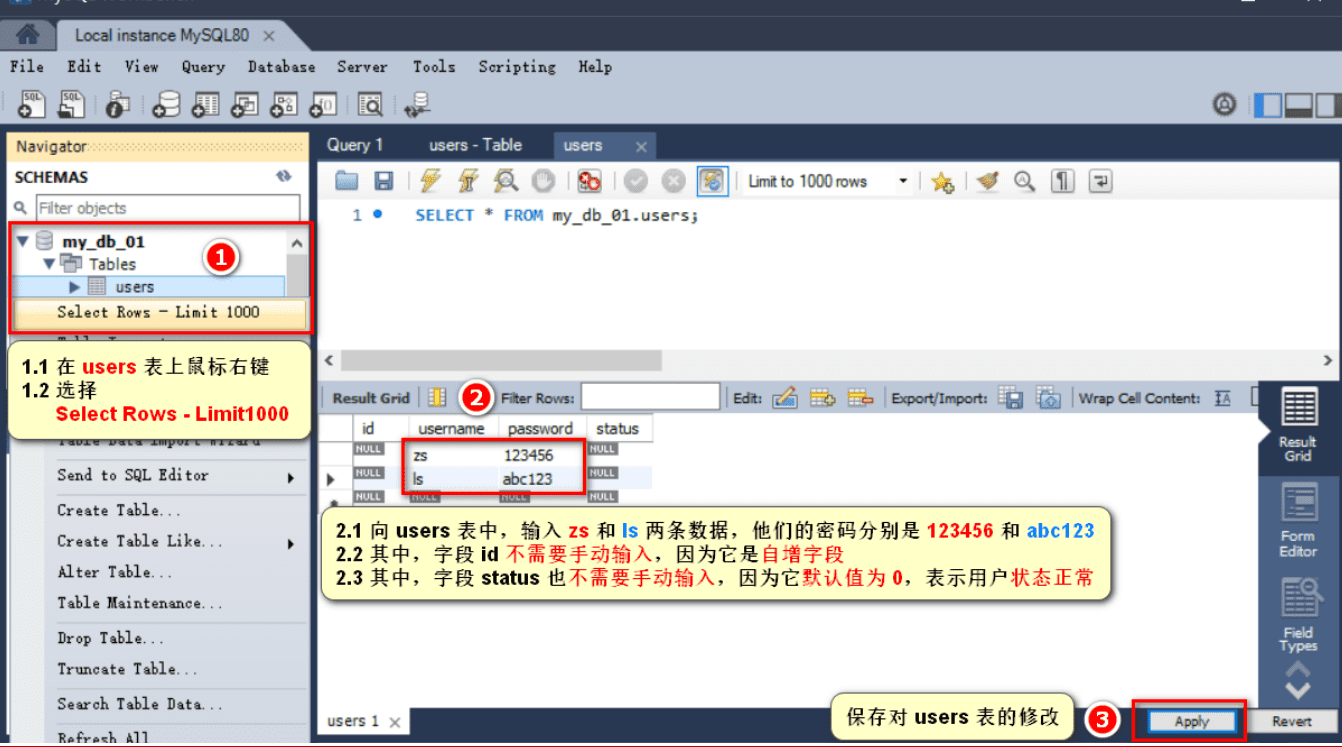 Local instance MySQL80
File Edit View Query Database Server Tools Scripting Help
Navigator
SCHEMAS
Filter objects
my_db_01
Tables
users
Select Rows - Limit 1000
1
1.1 在 users 表上鼠标右键
1.2 选择
Select Rows - Limit1000
Table Data Import Wizard
Send to SQL Editor
Create Table...
Create Table Like...
Alter Table...
Table Maintenance...
Drop Table...
Truncate Table...
Search Table Data...
Refresh All
Query 1 users - Table users
Limit to 1000 rows
1 SELECT * FROM my_db_01.users;
Result Grid 2 Filter Rows: Edit: Export/Import: Wrap Cell Content:
id username password status
NULL zs 123456 NULL
NULL ls abc123 NULL
NULL NULL NULL NULL
2.1 向 users 表中，输入 zs 和 ls 两条数据，他们的密码分别是 123456 和 abc123
2.2 其中，字段 id 不需要手动输入，因为它是自增字段
2.3 其中，字段 status 也不需要手动输入，因为它默认值为 0，表示用户状态正常
Result
Grid
Form
Editor
Field
Types
users 1
保存对 users 表的修改
3
Apply
Revert